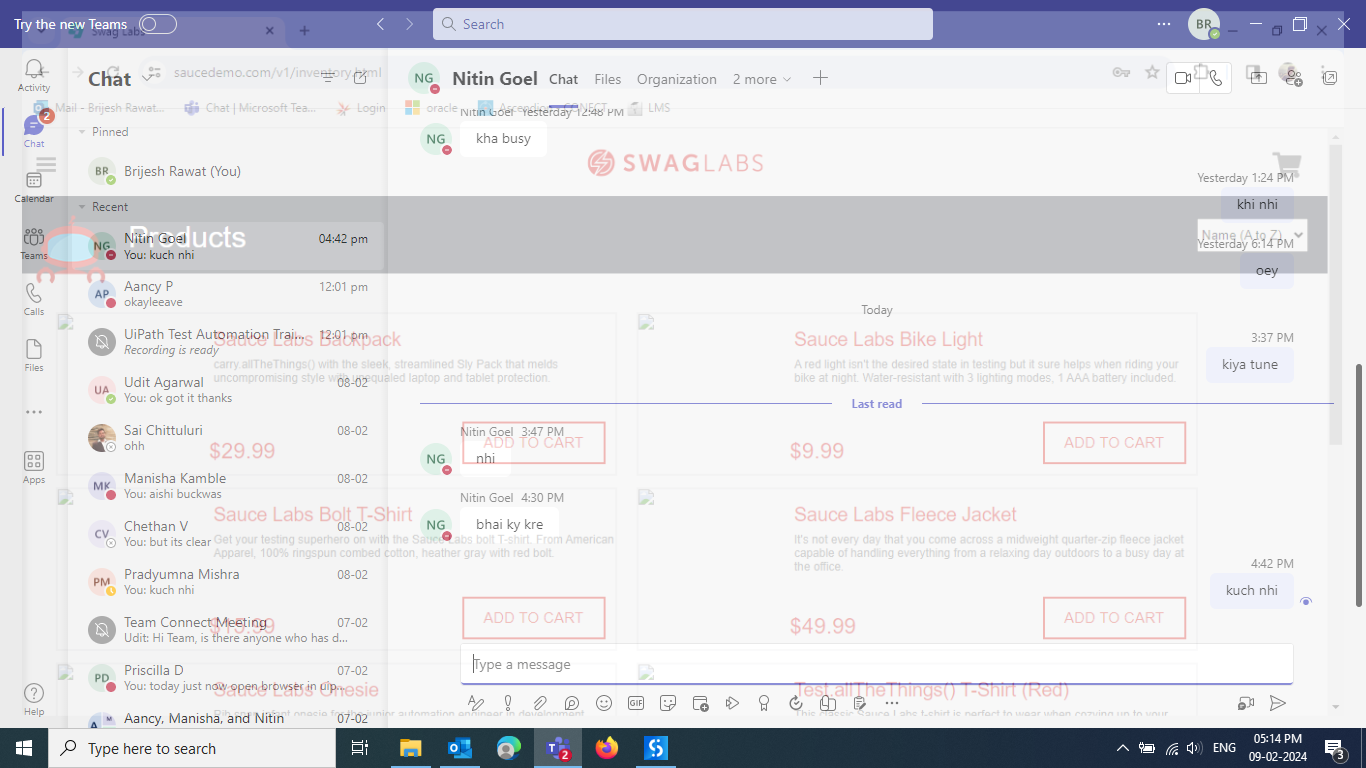 Try the new Teams
Swag Labs
Search
BR
Activity
Chat
saucedemo.com/v1/inventory.html
NG
Nitin Goel
Chat
Files
Organization
2 more
Mail - Brijesh Rawat...
Chat | Microsoft Tea...
Login
oracle
CONNECT
LMS
2
Chat
Pinned
BR
Brijesh Rawat (You)
Nitin Goel Yesterday 12:48 PM
NG
kha busy
SWAGLABS
Calendar
Recent
Yesterday 1:24 PM
khi nhi
Teams
NG
Nitin Goel
04:42 pm
You: kuch nhi
Products
Name (A to Z)
Yesterday 6:14 PM
oey
Calls
AP
Aancy P
12:01 pm
okayleeave
Today
UiPath Test Automation Trai...
12:01 pm
Recording is ready
Sauce Labs Backpack
carry.allTheThings() with the sleek, streamlined Sly Pack that melds
uncompromising style with unequaled laptop and tablet protection.
Sauce Labs Bike Light
A red light isn't the desired state in testing but it sure helps when riding your
bike at night. Water-resistant with 3 lighting modes, 1 AAA battery included.
3:37 PM
kiya tune
Files
UA
Udit Agarwal
08-02
You: ok got it thanks
Last read
Sai Chittuluri
08-02
ohh
$29.99
ADD TO CART
$9.99
ADD TO CART
Nitin Goel 3:47 PM
NG
nhi
Apps
MK
Manisha Kamble
08-02
You: aishi buckwas
Nitin Goel 4:30 PM
NG
bhai ky kre
CV
Chethan V
08-02
You: but its clear
Sauce Labs Bolt T-Shirt
Get your testing superhero on with the Sauce Labs bolt T-shirt. From American
Apparel, 100% ringspun combed cotton, heather gray with red bolt.
Sauce Labs Fleece Jacket
It's not every day that you come across a midweight quarter-zip fleece jacket
capable of handling everything from a relaxing day outdoors to a busy day at
the office.
PM
Pradyumna Mishra
08-02
You: kuch nhi
4:42 PM
kuch nhi
Team Connect Meeting
07-02
Udit: Hi Team, is there anyone who has d...
$15.99
ADD TO CART
$49.99
ADD TO CART
PD
Priscilla D
07-02
You: today just now open browser in uip...
Type a message
Sauce Labs Onesie
Rib snap infant onesie for the junior automation engineer in development.
Test.allTheThings() T-Shirt (Red)
This classic Sauce Labs t-shirt is perfect to wear when cozying up to your
Help
A
Aancy, Manisha, and Nitin
07-02
GIF
Type here to search
2
ENG
05:14 PM
09-02-2024
3